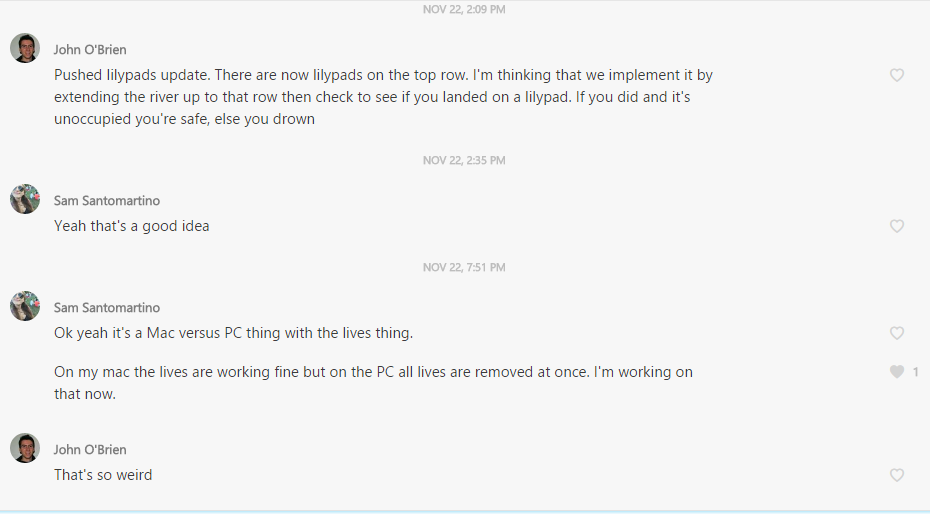 NOV 22, 2:09 PM
John O'Brien
Pushed lilypads update. There are now lilypads on the top row. I'm thinking that we implement it by
extending the river up to that row then check to see if you landed on a lilypad. If you did and it's
unoccupied you're safe, else you drown
NOV 22, 2:35 PM
Sam Santomartino
Yeah that's a good idea
NOV 22, 7:51 PM
Sam Santomartino
Ok yeah it's a Mac versus PC thing with the lives thing.
On my mac the lives are working fine but on the PC all lives are removed at once. I'm working on
1
that now.
John O'Brien
That's so weird